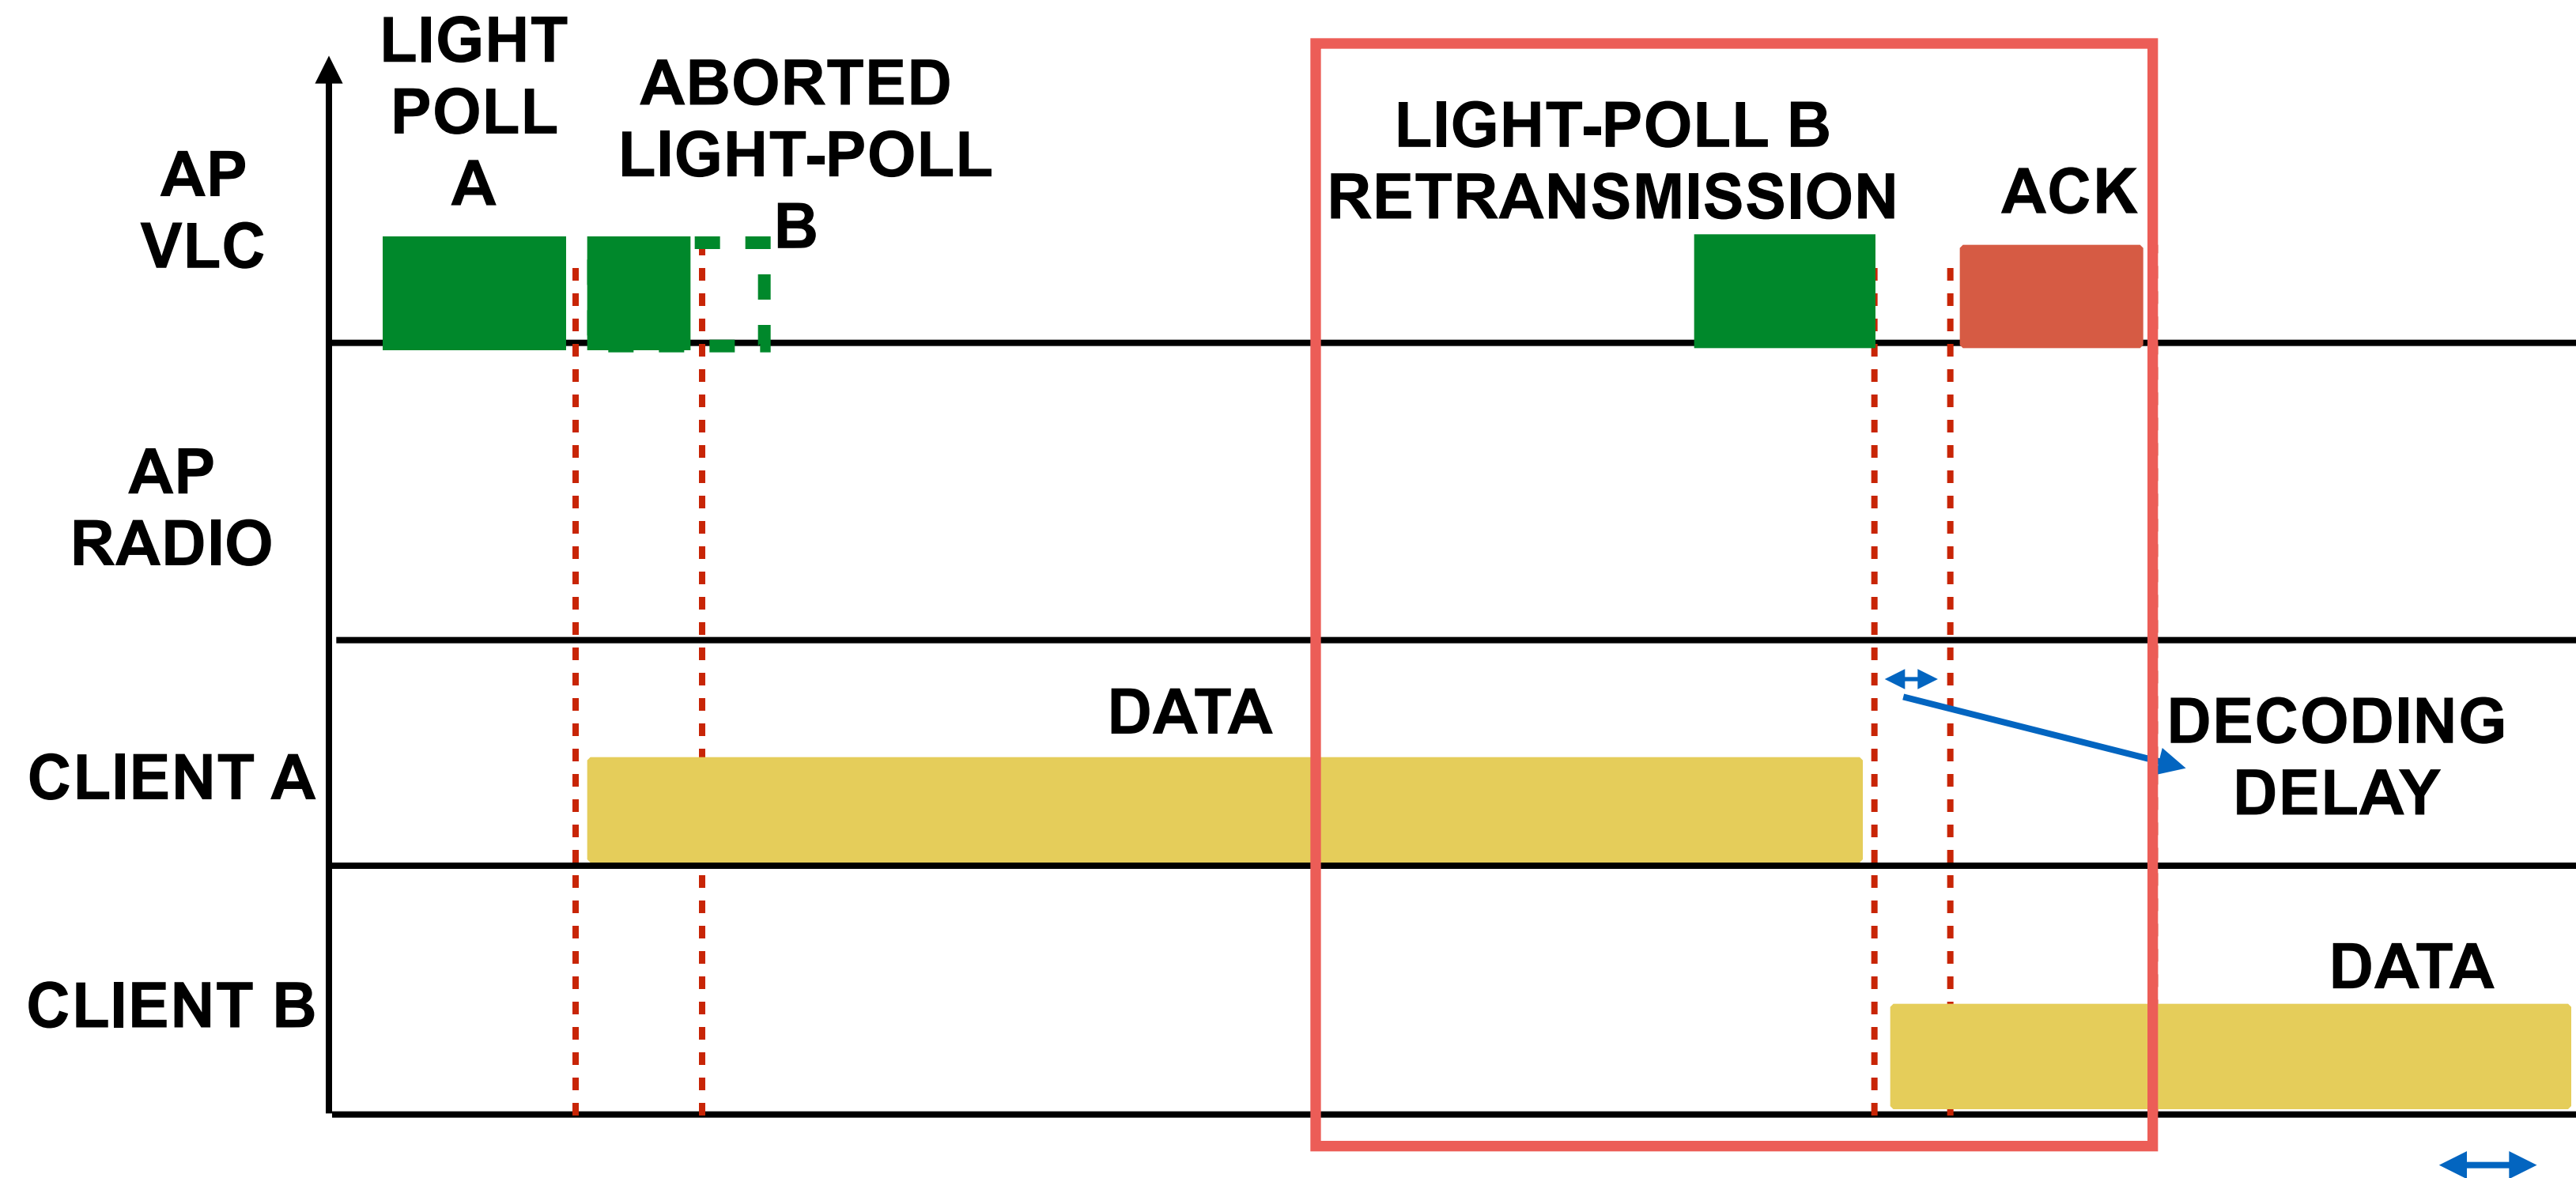 LIGHT
POLL
A
ABORTED
LIGHT-POLL
B
LIGHT-POLL B
RETRANSMISSION
ACK
AP
VLC
AP
RADIO
DATA
DECODING
DELAY
CLIENT A
DATA
CLIENT B